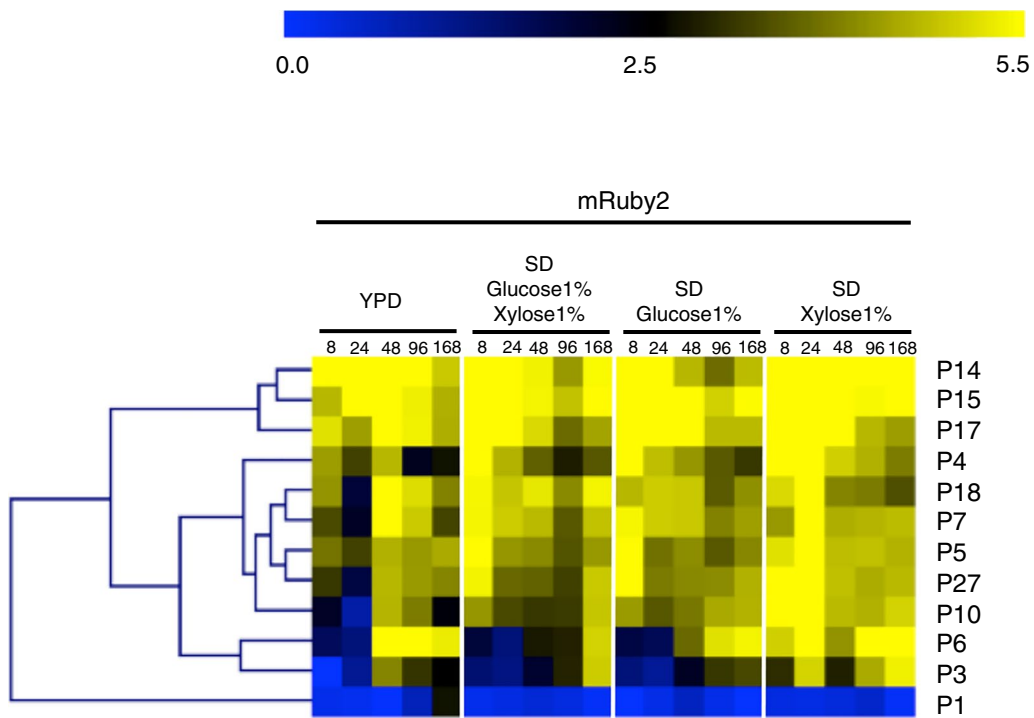 0.0 2.5 5.5
mRuby2
YPD
SD
Glucose1%
Xylose1%
SD
Glucose1%
SD
Xylose1%
8 24 48 96 168 8 24 48 96 168 8 24 48 96 168 8 24 48 96 168
P14
P15
P17
P4
P18
P7
P5
P27
P10
P6
P3
P1